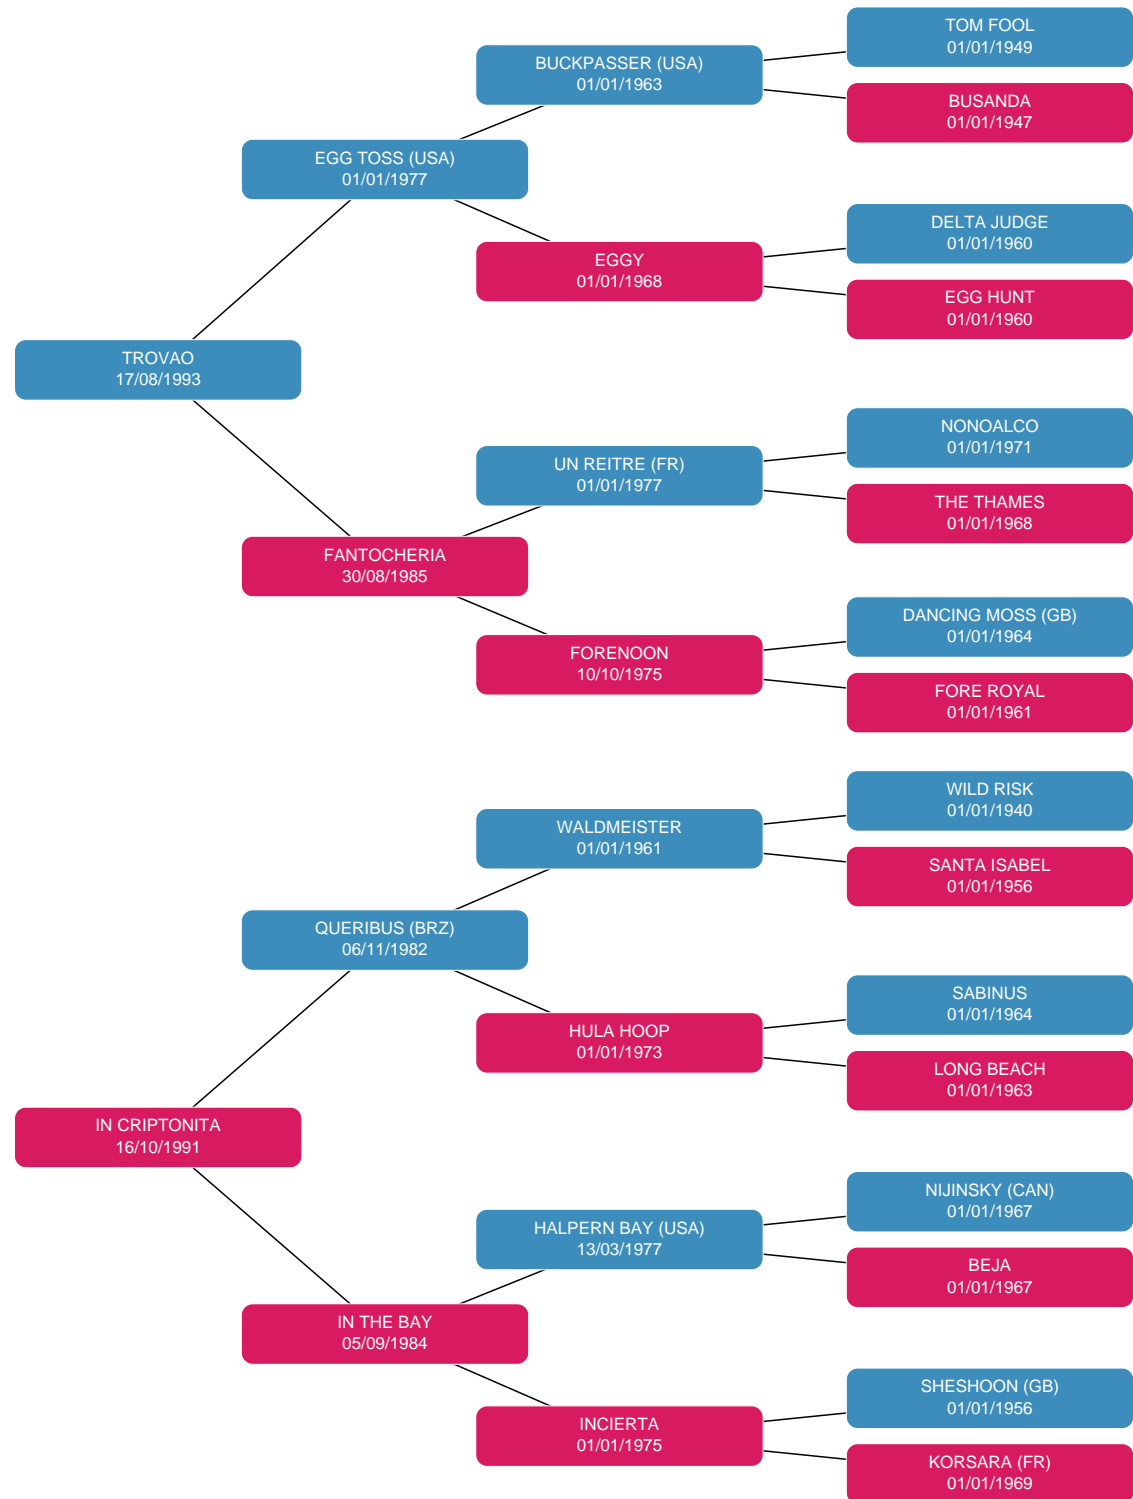 TOM FOOL
01/01/1949
BUCKPASSER (USA)
01/01/1963
BUSANDA
01/01/1947
EGG TOSS (USA)
01/01/1977
DELTA JUDGE
01/01/1960
EGGY
01/01/1968
EGG HUNT
01/01/1960
TROVAO
17/08/1993
NONOALCO
01/01/1971
UN REITRE (FR)
01/01/1977
THE THAMES
01/01/1968
FANTOCHERIA
30/08/1985
DANCING MOSS (GB)
01/01/1964
FORENOON
10/10/1975
FORE ROYAL
01/01/1961
WILD RISK
01/01/1940
WALDMEISTER
01/01/1961
SANTA ISABEL
01/01/1956
QUERIBUS (BRZ)
06/11/1982
SABINUS
01/01/1964
HULA HOOP
01/01/1973
LONG BEACH
01/01/1963
IN CRIPTONITA
16/10/1991
NIJINSKY (CAN)
01/01/1967
HALPERN BAY (USA)
13/03/1977
BEJA
01/01/1967
IN THE BAY
05/09/1984
SHESHOON (GB)
01/01/1956
INCIERTA
01/01/1975
KORSARA (FR)
01/01/1969